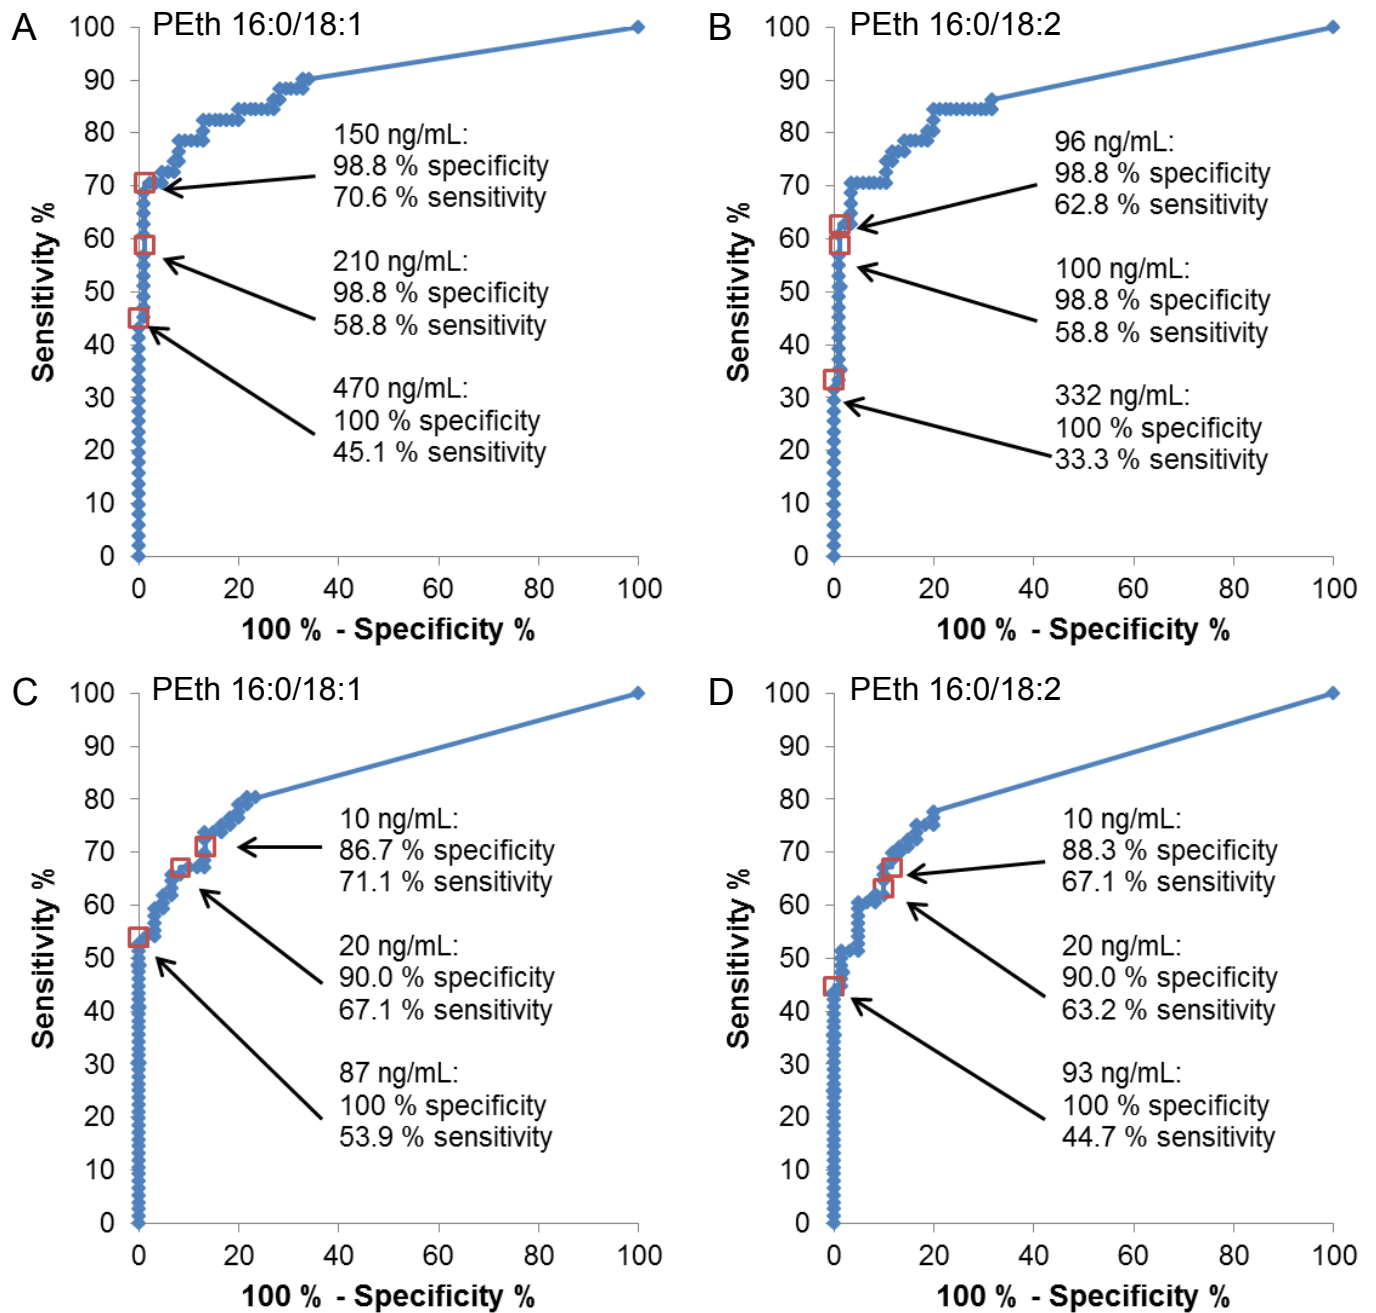 A
PEth 16:0/18:1
100
90
80
70
60
50
40
30
20
10
0
Sensitivity %
150 ng/mL:
98.8 % specificity
70.6 % sensitivity
210 ng/mL:
98.8 % specificity
58.8 % sensitivity
470 ng/mL:
100 % specificity
45.1 % sensitivity
0 20 40 60 80 100
100 % - Specificity %
B
PEth 16:0/18:2
100
90
80
70
60
50
40
30
20
10
0
Sensitivity %
96 ng/mL:
98.8 % specificity
62.8 % sensitivity
100 ng/mL:
98.8 % specificity
58.8 % sensitivity
332 ng/mL:
100 % specificity
33.3 % sensitivity
0 20 40 60 80 100
100 % - Specificity %
C
PEth 16:0/18:1
100
90
80
70
60
50
40
30
20
10
0
Sensitivity %
10 ng/mL:
86.7 % specificity
71.1 % sensitivity
20 ng/mL:
90.0 % specificity
67.1 % sensitivity
87 ng/mL:
100 % specificity
53.9 % sensitivity
0 20 40 60 80 100
100 % - Specificity %
D
PEth 16:0/18:2
100
90
80
70
60
50
40
30
20
10
0
Sensitivity %
10 ng/mL:
88.3 % specificity
67.1 % sensitivity
20 ng/mL:
90.0 % specificity
63.2 % sensitivity
93 ng/mL:
100 % specificity
44.7 % sensitivity
0 20 40 60 80 100
100 % - Specificity %